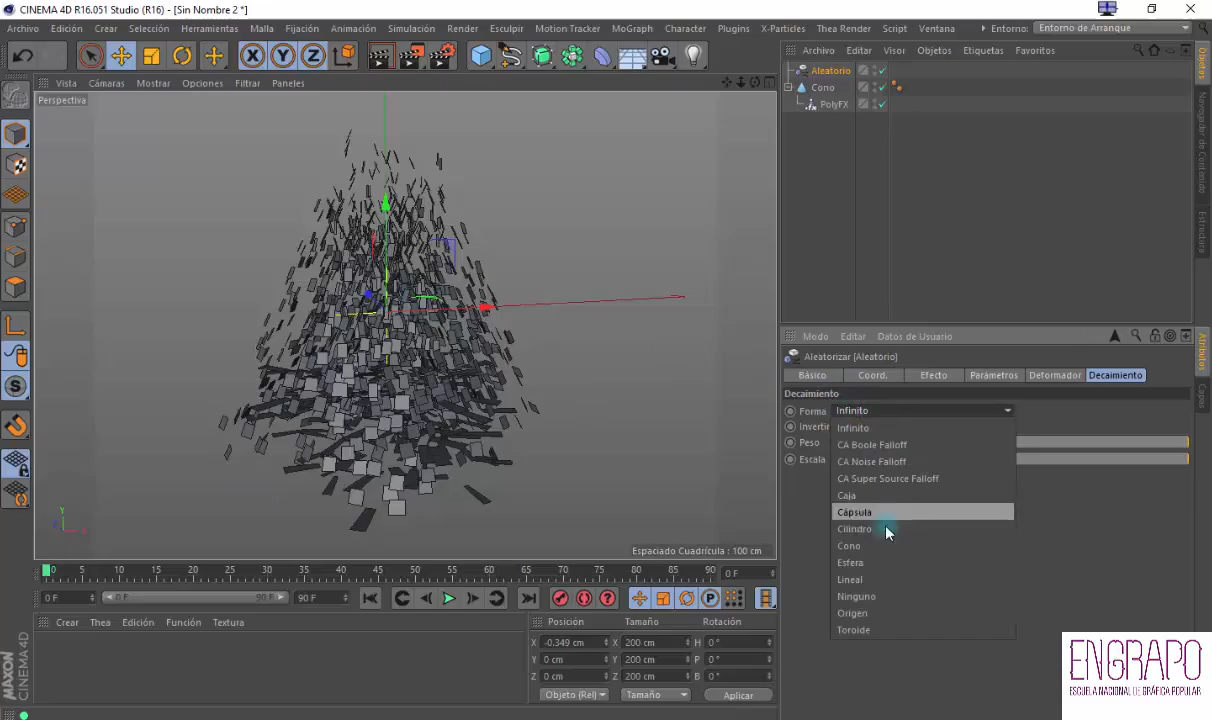 CINEMA 4D R16.051 Studio (R16) - [Sin Nombre 2 *]
Archivo Edición Crear Selección Herramientas Malla Fijación Animación Simulación Render Esculpir Motion Tracker MoGraph Character Plugins X-Particles Thea Render Script Ventana Entorno: Entorno de Arranque
Vista Cámaras Mostrar Opciones Filtrar Paneles
Perspectiva
Archivo Editar Visor Objetos Etiquetas Favoritos
Aleatorio
Cono
PolyFX
Objetos
Navegador de Contenido
Estructura
Modo Editar Datos de Usuario
Aleatorizar [Aleatorio]
Básico Coord. Efecto Parámetros Deformador Decaimiento
Decaimiento
Forma Infinito
Invertir
Peso
Escala
Infinito
CA Boole Falloff
CA Noise Falloff
CA Super Source Falloff
Caja
Cápsula
Cilindro
Cono
Esfera
Lineal
Ninguno
Origen
Toroide
Atributos
Capas
X Y Z
S
Y
X
Espaciado Cuadrícula : 100 cm
0 5 10 15 20 25 30 35 40 45 50 55 60 65 70 75 80 85 90 0 F
0 F 0 F 90 F 90 F
P
Crear Thea Edición Función Textura
Posición Tamaño Rotación
X -0.349 cm X 200 cm H 0 °
Y 0 cm Y 200 cm P 0 °
Z 0 cm Z 200 cm B 0 °
Objeto (Rel) Tamaño Aplicar
MAXON
CINEMA 4D
ENGRAPO
ESCUELA NACIONAL DE GRÁFICA POPULAR